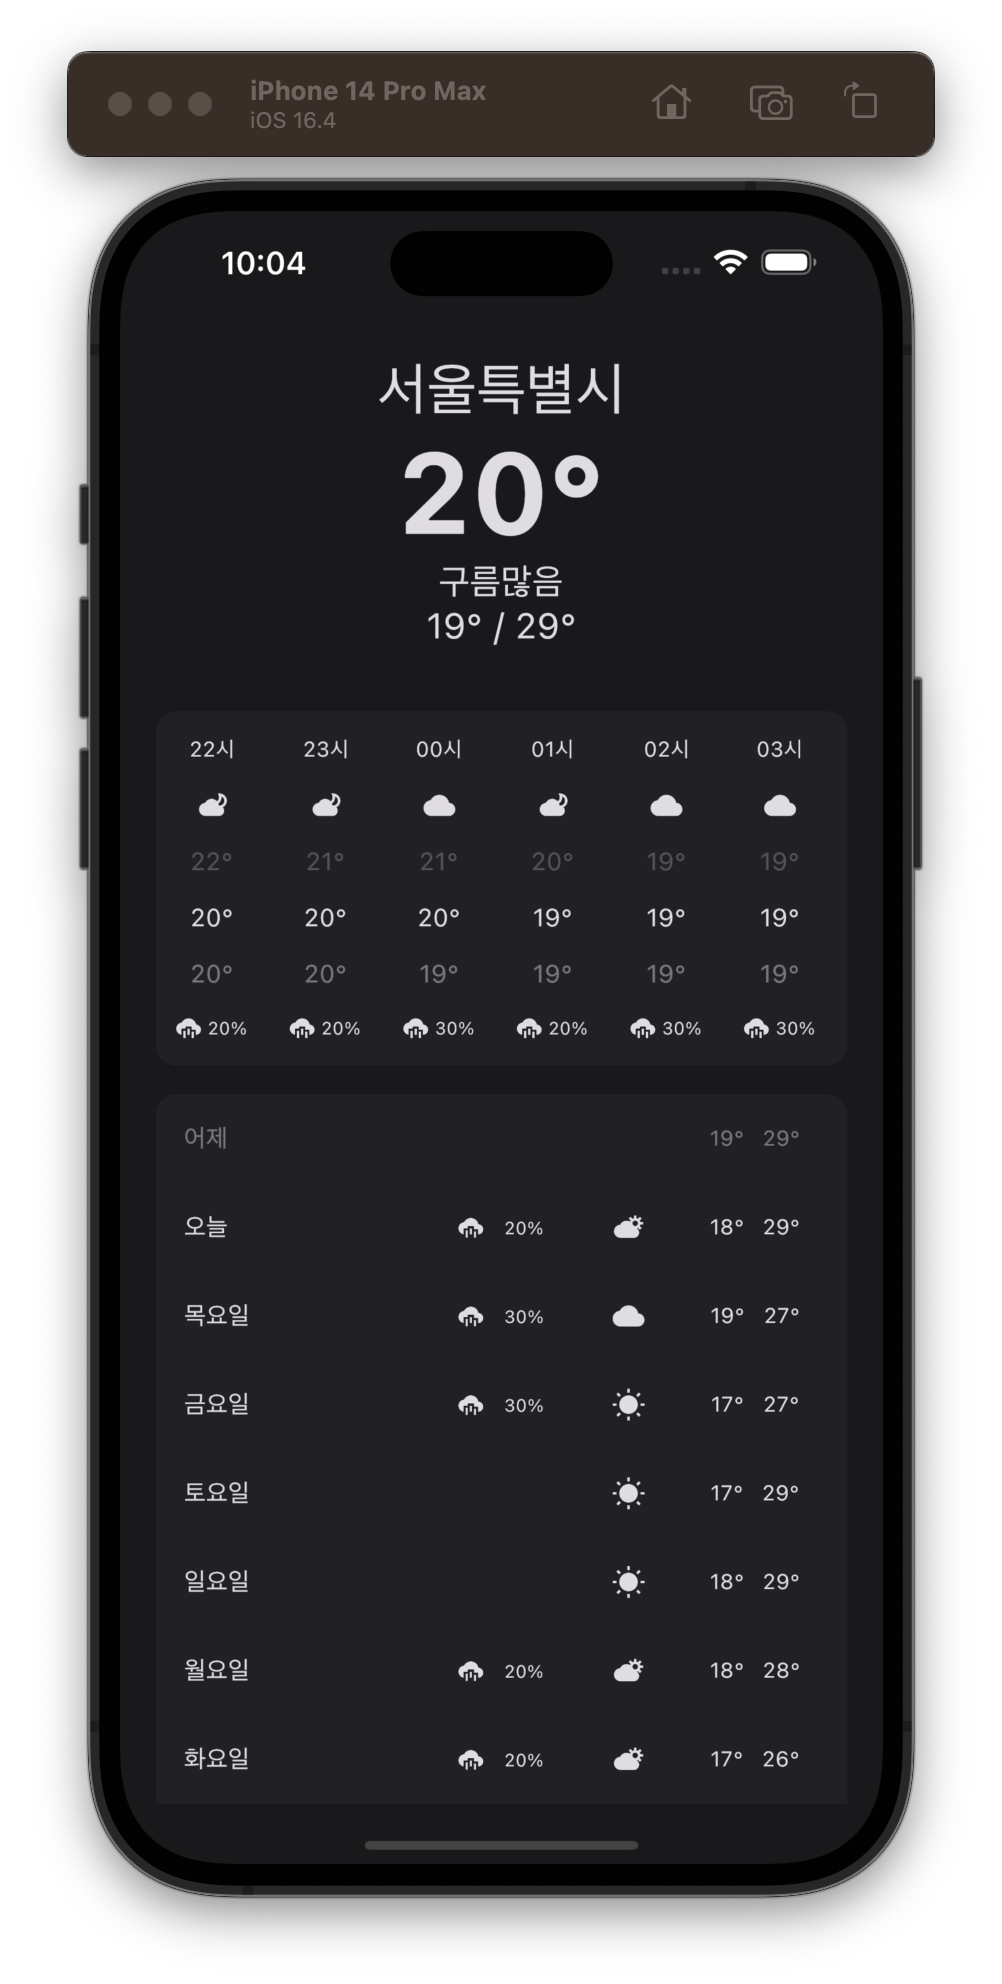 iPhone 14 Pro Max
iOS 16.4
10:04
서울특별시
20°
구름많음
19° / 29°
22시 23시 00시 01시 02시 03시
22° 21° 21° 20° 19° 19°
20° 20° 20° 19° 19° 19°
20° 20° 19° 19° 19° 19°
20% 20% 30% 20% 30% 30%
어제 19° 29°
오늘 20% 18° 29°
목요일 30% 19° 27°
금요일 30% 17° 27°
토요일 17° 29°
일요일 18° 29°
월요일 20% 18° 28°
화요일 20% 17° 26°